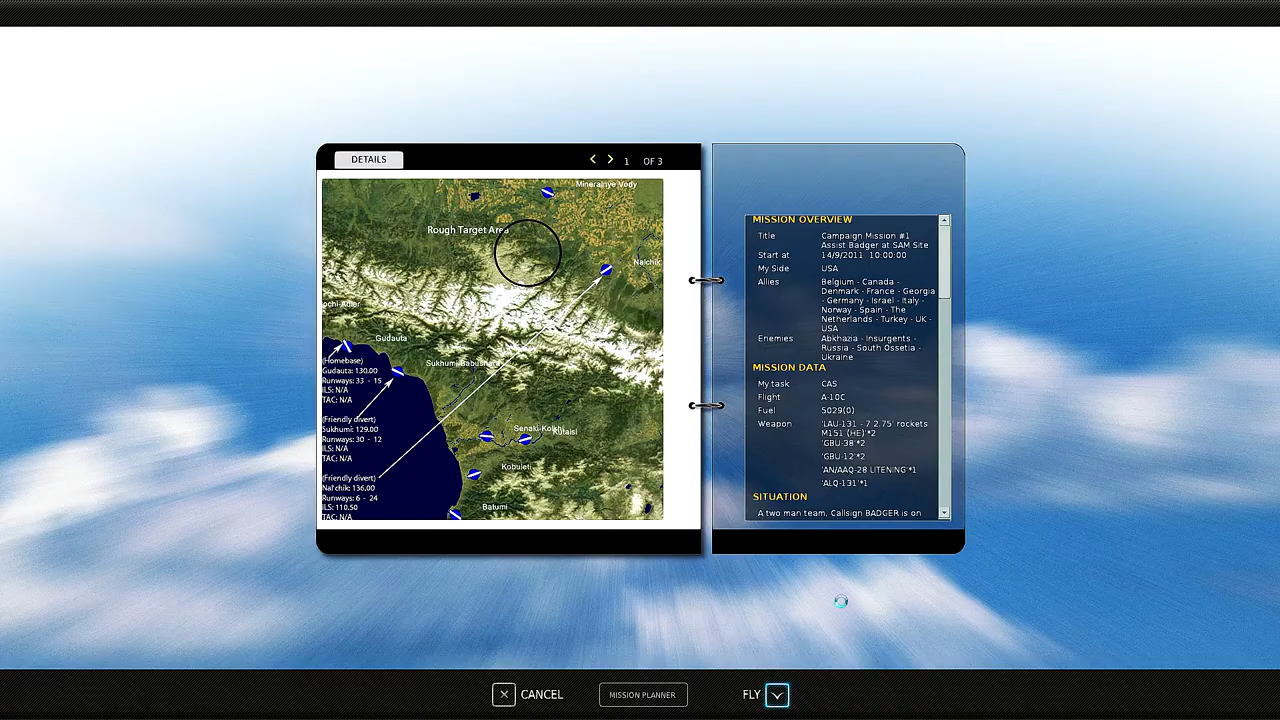 DETAILS
1 OF 3
Mineralnye Vody
Rough Target Area
Nalchik
Gudauta
(Homebase)
Gudauta: 130.00
Runways: 33 - 15
ILS: N/A
TAC: N/A
(Friendly divert)
Sukhumi: 129.00
Runways: 30 - 12
ILS: N/A
TAC: N/A
(Friendly divert)
Nal'chik: 136.00
Runways: 6 - 24
ILS: 110.50
TAC: N/A
Kutaisi
Kobuleti
Batumi
MISSION OVERVIEW
Title Campaign Mission #1
Assist Badger at SAM Site
Start at 14/9/2011 10:00:00
My Side USA
Allies Belgium - Canada -
Denmark - France - Georgia
- Germany - Israel - Italy -
Norway - Spain - The
Netherlands - Turkey - UK -
USA
Enemies Abkhazia - Insurgents -
Russia - South Ossetia -
Ukraine
MISSION DATA
My task CAS
Flight A-10C
Fuel 5029(0)
Weapon 'LAU-131 - 7 2.75' rockets
M151 (HE)'*2
'GBU-38'*2
'GBU-12'*2
'AN/AAQ-28 LITENING'*1
'ALQ-131'*1
SITUATION
A two man team, Callsign BADGER is on
CANCEL
MISSION PLANNER
FLY